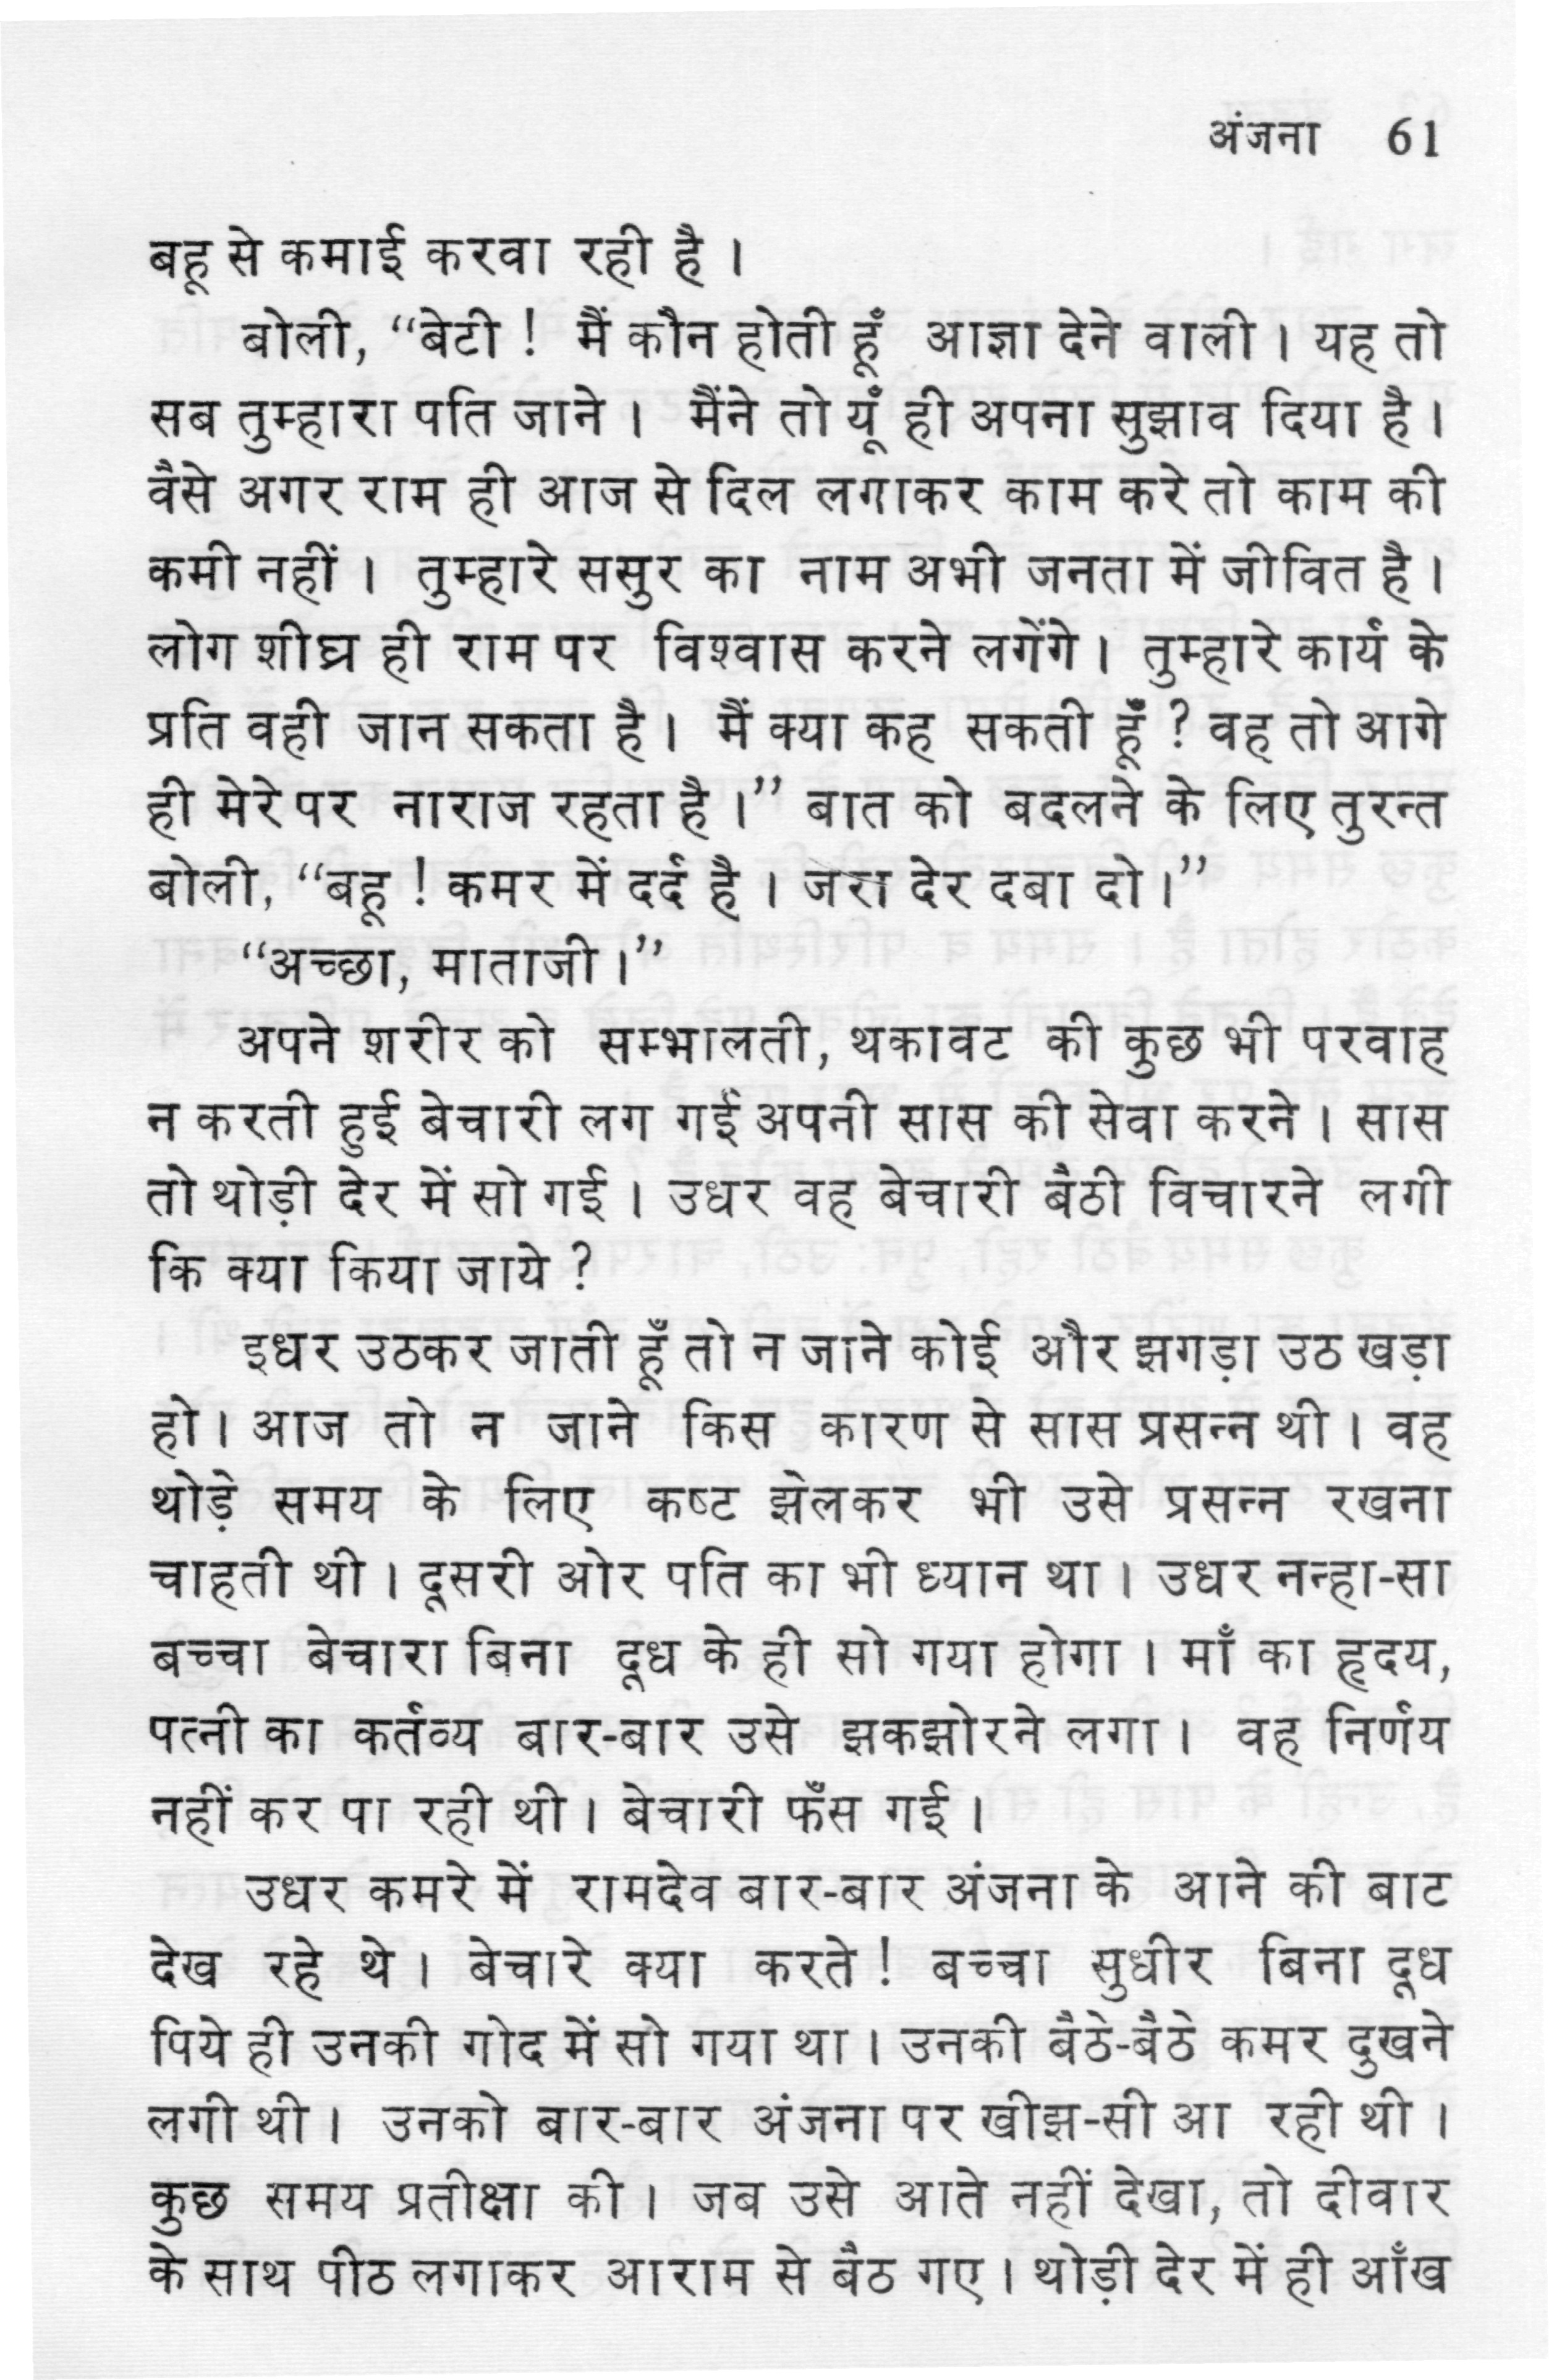 अंजना 61
बहू से कमाई करवा रही है ।
बोली, “बेटी ! मैं कौन होती हूँ आज्ञा देने वाली । यह तो
सब तुम्हारा पति जाने । मैंने तो यूँ ही अपना सुझाव दिया है ।
वैसे अगर राम ही आज से दिल लगाकर काम करे तो काम की
कमी नहीं । तुम्हारे ससुर का नाम अभी जनता में जीवित है ।
लोग शीघ्र ही राम पर विश्वास करने लगेंगे । तुम्हारे कार्य के
प्रति वही जान सकता है । मैं क्या कह सकती हूँ ? वह तो आगे
ही मेरे पर नाराज रहता है ।” बात को बदलने के लिए तुरन्त
बोली, “बहू ! कमर में दर्द है । जरा देर दबा दो ।”
“अच्छा, माताजी ।”
अपने शरीर को सम्भालती, थकावट की कुछ भी परवाह
न करती हुई बेचारी लग गई अपनी सास की सेवा करने । सास
तो थोड़ी देर में सो गई । उधर वह बेचारी बैठी विचारने लगी
कि क्या किया जाये ?
इधर उठकर जाती हूँ तो न जाने कोई और झगड़ा उठ खड़ा
हो । आज तो न जाने किस कारण से सास प्रसन्न थी । वह
थोड़े समय के लिए कष्ट झेलकर भी उसे प्रसन्न रखना
चाहती थी । दूसरी ओर पति का भी ध्यान था । उधर नन्हा-सा
बच्चा बेचारा बिना दूध के ही सो गया होगा । माँ का हृदय,
पत्नी का कर्तव्य बार-बार उसे झकझोरने लगा । वह निर्णय
नहीं कर पा रही थी । बेचारी फँस गई ।
उधर कमरे में रामदेव बार-बार अंजना के आने की बाट
देख रहे थे । बेचारे क्या करते ! बच्चा सुधीर बिना दूध
पिये ही उनकी गोद में सो गया था । उनकी बैठे-बैठे कमर दुखने
लगी थी । उनको बार-बार अंजना पर खीझ-सी आ रही थी ।
कुछ समय प्रतीक्षा की । जब उसे आते नहीं देखा, तो दीवार
के साथ पीठ लगाकर आराम से बैठ गए । थोड़ी देर में ही आँख